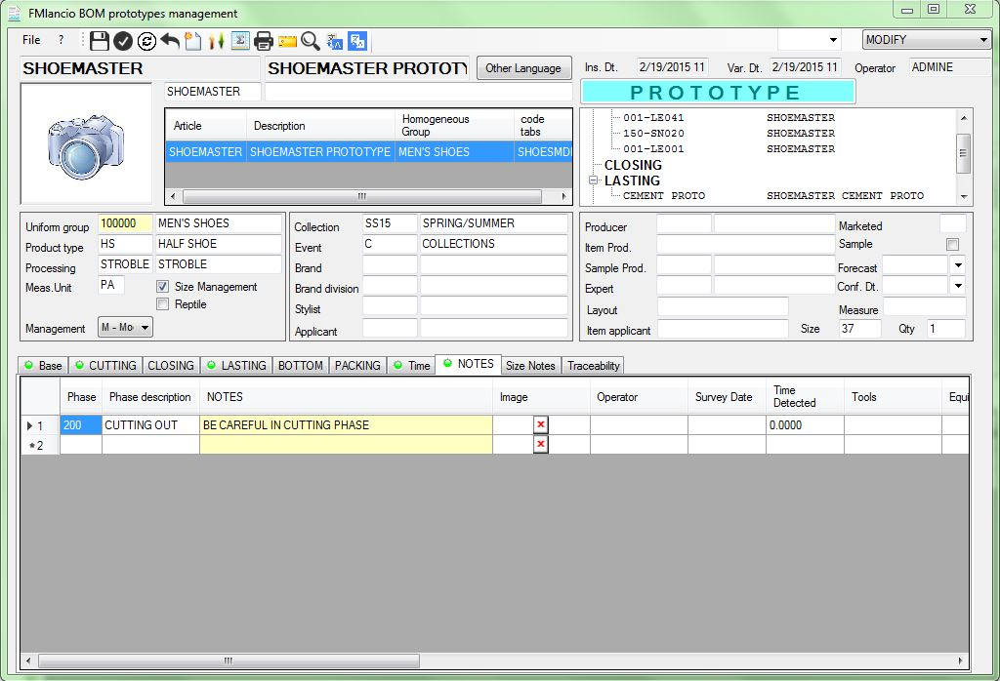 FMlancio BOM prototypes management
File ? MODIFY
SHOEMASTER SHOEMASTER PROTOTY Other Language Ins. Dt. 2/19/2015 11 Var. Dt. 2/19/2015 11 Operator ADMINE
SHOEMASTER
PROTOTYPE
Article Description Homogeneous Group code tabs
SHOEMASTER SHOEMASTER PROTOTYPE MEN'S SHOES SHOESMD
001-LE041 SHOEMASTER
150-SN020 SHOEMASTER
001-LE001 SHOEMASTER
CLOSING
LASTING
CEMENT PROTO SHOEMASTER CEMENT PROTO
Uniform group 100000 MEN'S SHOES
Product type HS HALF SHOE
Processing STROBLE STROBLE
Meas.Unit PA Size Management
Reptile
Management M - Mo
Collection SS15 SPRING/SUMMER
Event C COLLECTIONS
Brand
Brand division
Stylist
Applicant
Producer Marketed
Item Prod. Sample
Sample Prod. Forecast
Expert Conf. Dt.
Layout Measure
Item applicant Size 37 Qty 1
Base CUTTING CLOSING LASTING BOTTOM PACKING Time NOTES Size Notes Traceability
Phase Phase description NOTES Image Operator Survey Date Time Detected Tools Equi
1 200 CUTTING OUT BE CAREFUL IN CUTTING PHASE 0.0000
*2